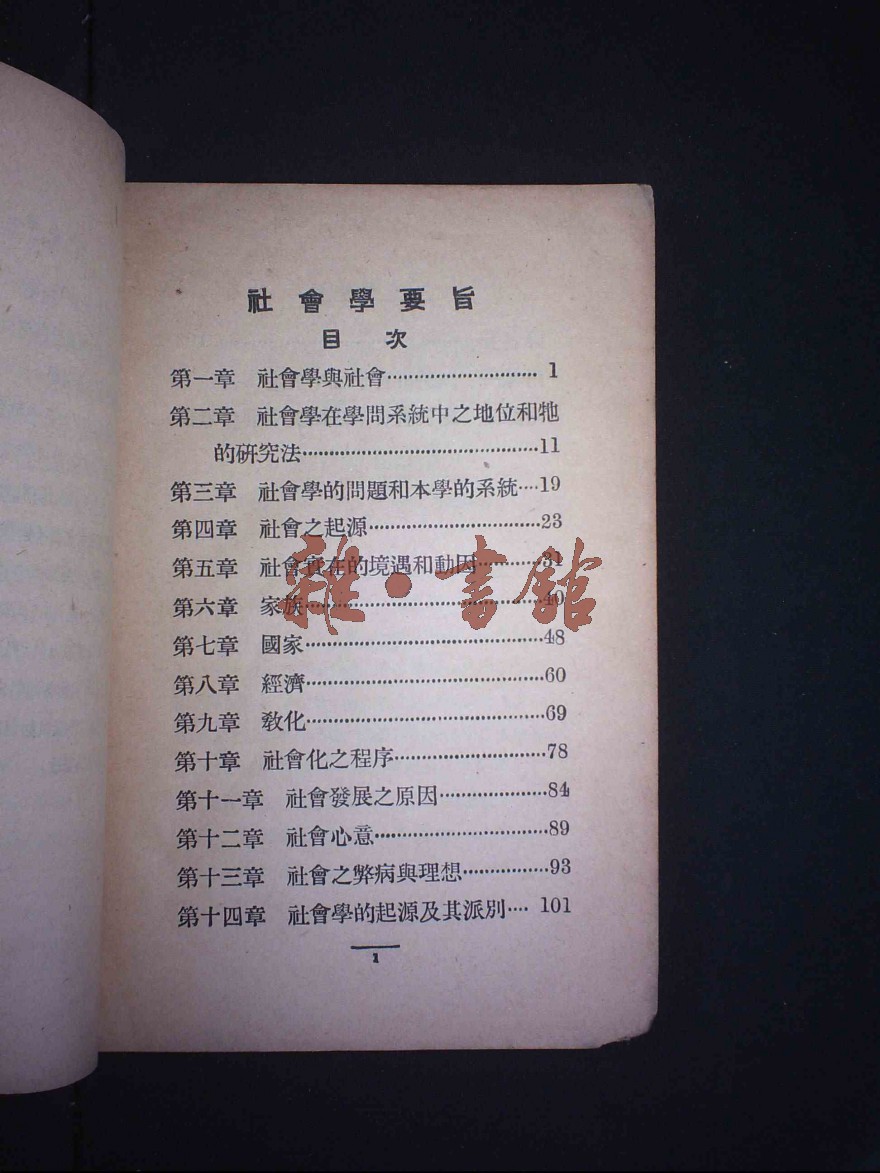 社會學要旨
目次
第一章 社會學與社會…………………………1
第二章 社會學在學問系統中之地位和牠
的研究法…………………………………11
第三章 社會學的問題和本學的系統…19
第四章 社會之起源…………………………23
第五章 社會實在的境遇和動因…………31
第六章 家族…………………………………40
第七章 國家…………………………………48
第八章 經濟…………………………………60
第九章 敎化…………………………………69
第十章 社會化之程序………………………78
第十一章 社會發展之原因………………84
第十二章 社會心意…………………………89
第十三章 社會之弊病與理想……………93
第十四章 社會學的起源及其派別…101
1
雜·書館